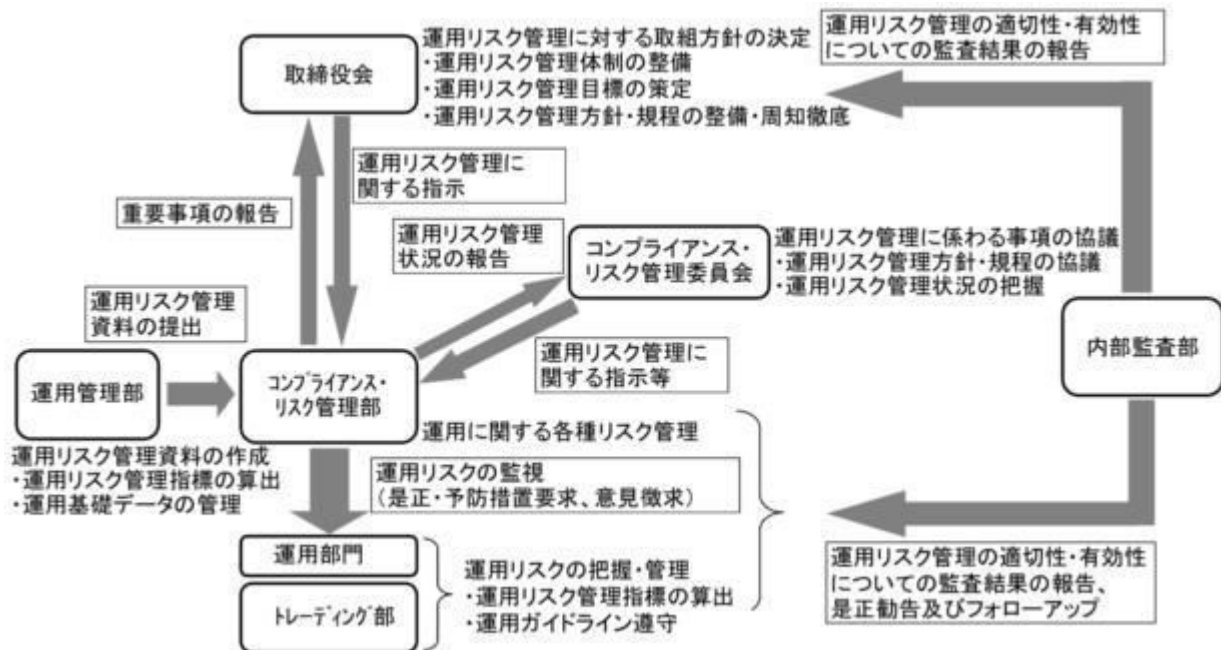 取締役会
運用リスク管理に対する取組方針の決定
・運用リスク管理体制の整備
・運用リスク管理目標の策定
・運用リスク管理方針・規程の整備・周知徹底
運用リスク管理の適切性・有効性
についての監査結果の報告
重要事項の報告
運用リスク管理に
関する指示
運用リスク管理
状況の報告
コンプライアンス・
リスク管理委員会
運用リスク管理に係わる事項の協議
・運用リスク管理方針・規程の協議
・運用リスク管理状況の把握
運用リスク管理
資料の提出
運用リスク管理に
関する指示等
内部監査部
運用管理部
コンプライアンス・
リスク管理部
運用リスク管理資料の作成
・運用リスク管理指標の算出
・運用基礎データの管理
運用に関する各種リスク管理
運用リスクの監視
(是正・予防措置要求、意見徴求)
運用部門
トレーディング部
運用リスクの把握・管理
・運用リスク管理指標の算出
・運用ガイドライン遵守
運用リスク管理の適切性・有効性
についての監査結果の報告、
是正勧告及びフォローアップ